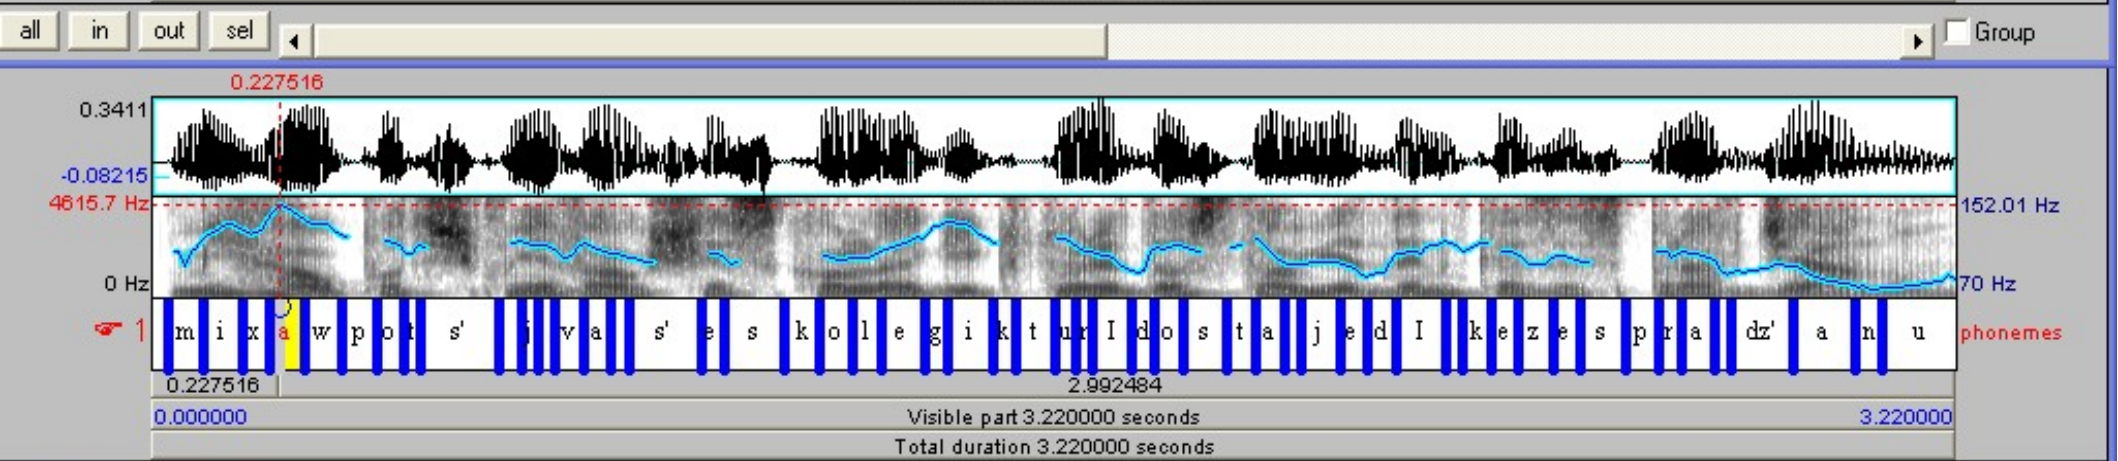 all in out sel Group
0.227516
0.3411
-0.08215
4615.7 Hz 152.01 Hz
0 Hz 70 Hz
1 m i x a w p o t s' j v a s' e s k o l e g i k t u r I d o s t a j e d I k e z e s p r a dz' a n u phonemes
0.227516 2.992484
0.000000 Visible part 3.220000 seconds 3.220000
Total duration 3.220000 seconds